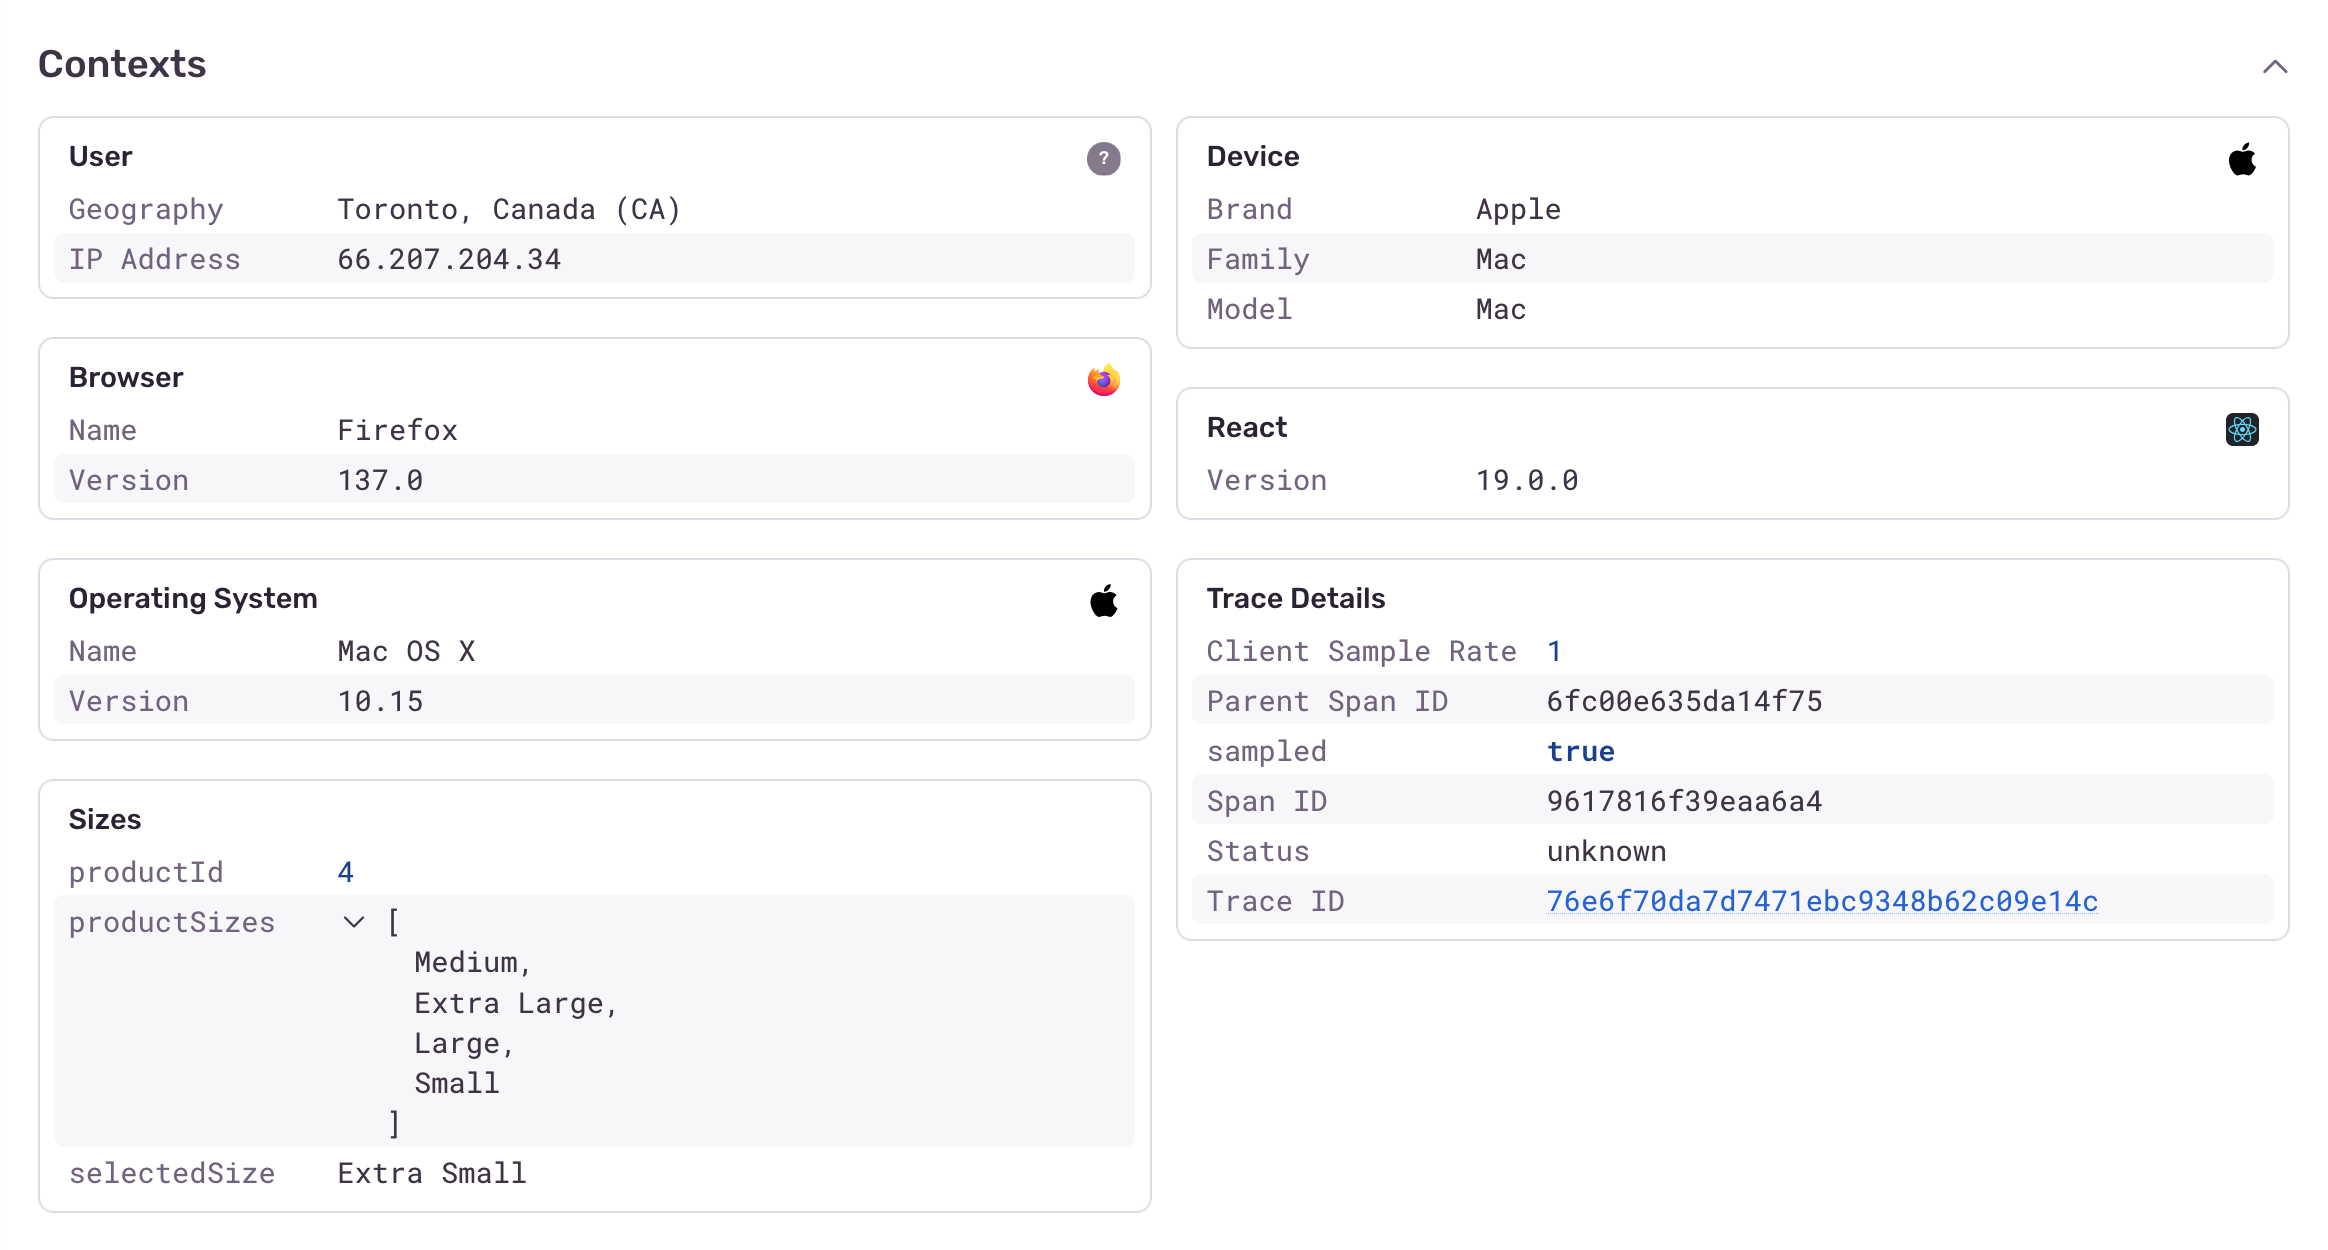 Contexts
User
?
Geography Toronto, Canada (CA)
IP Address 66.207.204.34
Browser
Name Firefox
Version 137.0
Operating System
Name Mac OS X
Version 10.15
Sizes
productId 4
productSizes [
Medium,
Extra Large,
Large,
Small
]
selectedSize Extra Small
Device
Brand Apple
Family Mac
Model Mac
React
Version 19.0.0
Trace Details
Client Sample Rate 1
Parent Span ID 6fc00e635da14f75
sampled true
Span ID 9617816f39eaa6a4
Status unknown
Trace ID 76e6f70da7d7471ebc9348b62c09e14c